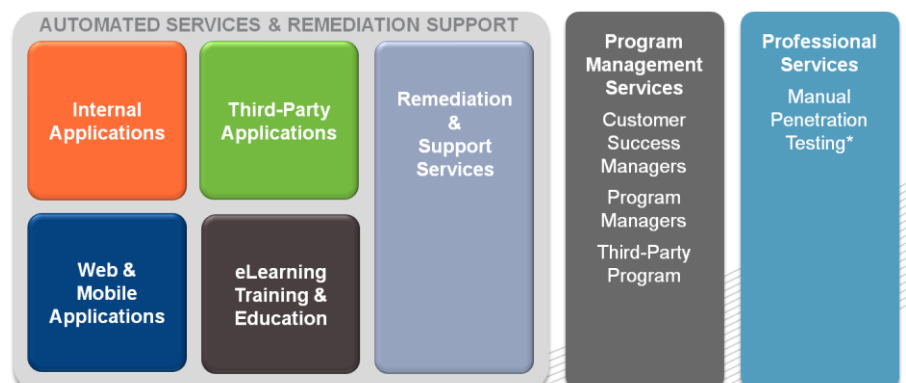 AUTOMATED SERVICES & REMEDIATION SUPPORT
Internal
Applications
Third-Party
Applications
Remediation
&
Support
Services
Web &
Mobile
Applications
eLearning
Training &
Education
Program
Management
Services
Customer
Success
Managers
Program
Managers
Third-Party
Program
Professional
Services
Manual
Penetration
Testing*